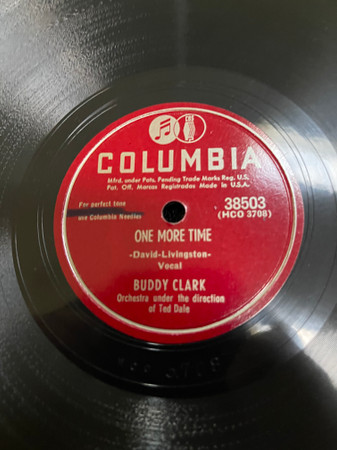 COLUMBIA
Mfrd. under Pats. Pending Trade Marks Reg. U.S.
Pat. Off. Marcas Registradas Made in U.S.A.
For perfect tone
use Columbia Needles
38503
(HCO 3708)
ONE MORE TIME
-David-Livingston-
Vocal
BUDDY CLARK
Orchestra under the direction
of Ted Dale